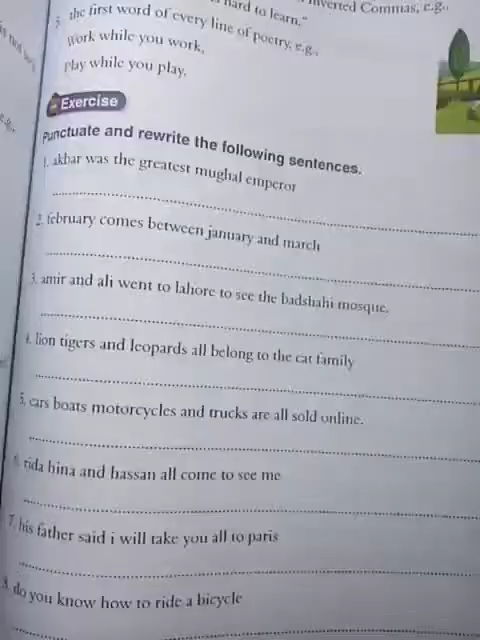 hard to learn."
Inverted Commas, e.g.,
5. the first word of every line of poetry, e.g.,
Work while you work,
Play while you play,
Exercise
Punctuate and rewrite the following sentences.
1. akbar was the greatest mughal emperor
2. february comes between january and march
3. amir and ali went to lahore to see the badshahi mosque.
4. lion tigers and leopards all belong to the cat family
5. cars boats motorcycles and trucks are all sold online.
6. rida hina and hassan all come to see me
7. his father said i will take you all to paris
8. do you know how to ride a bicycle